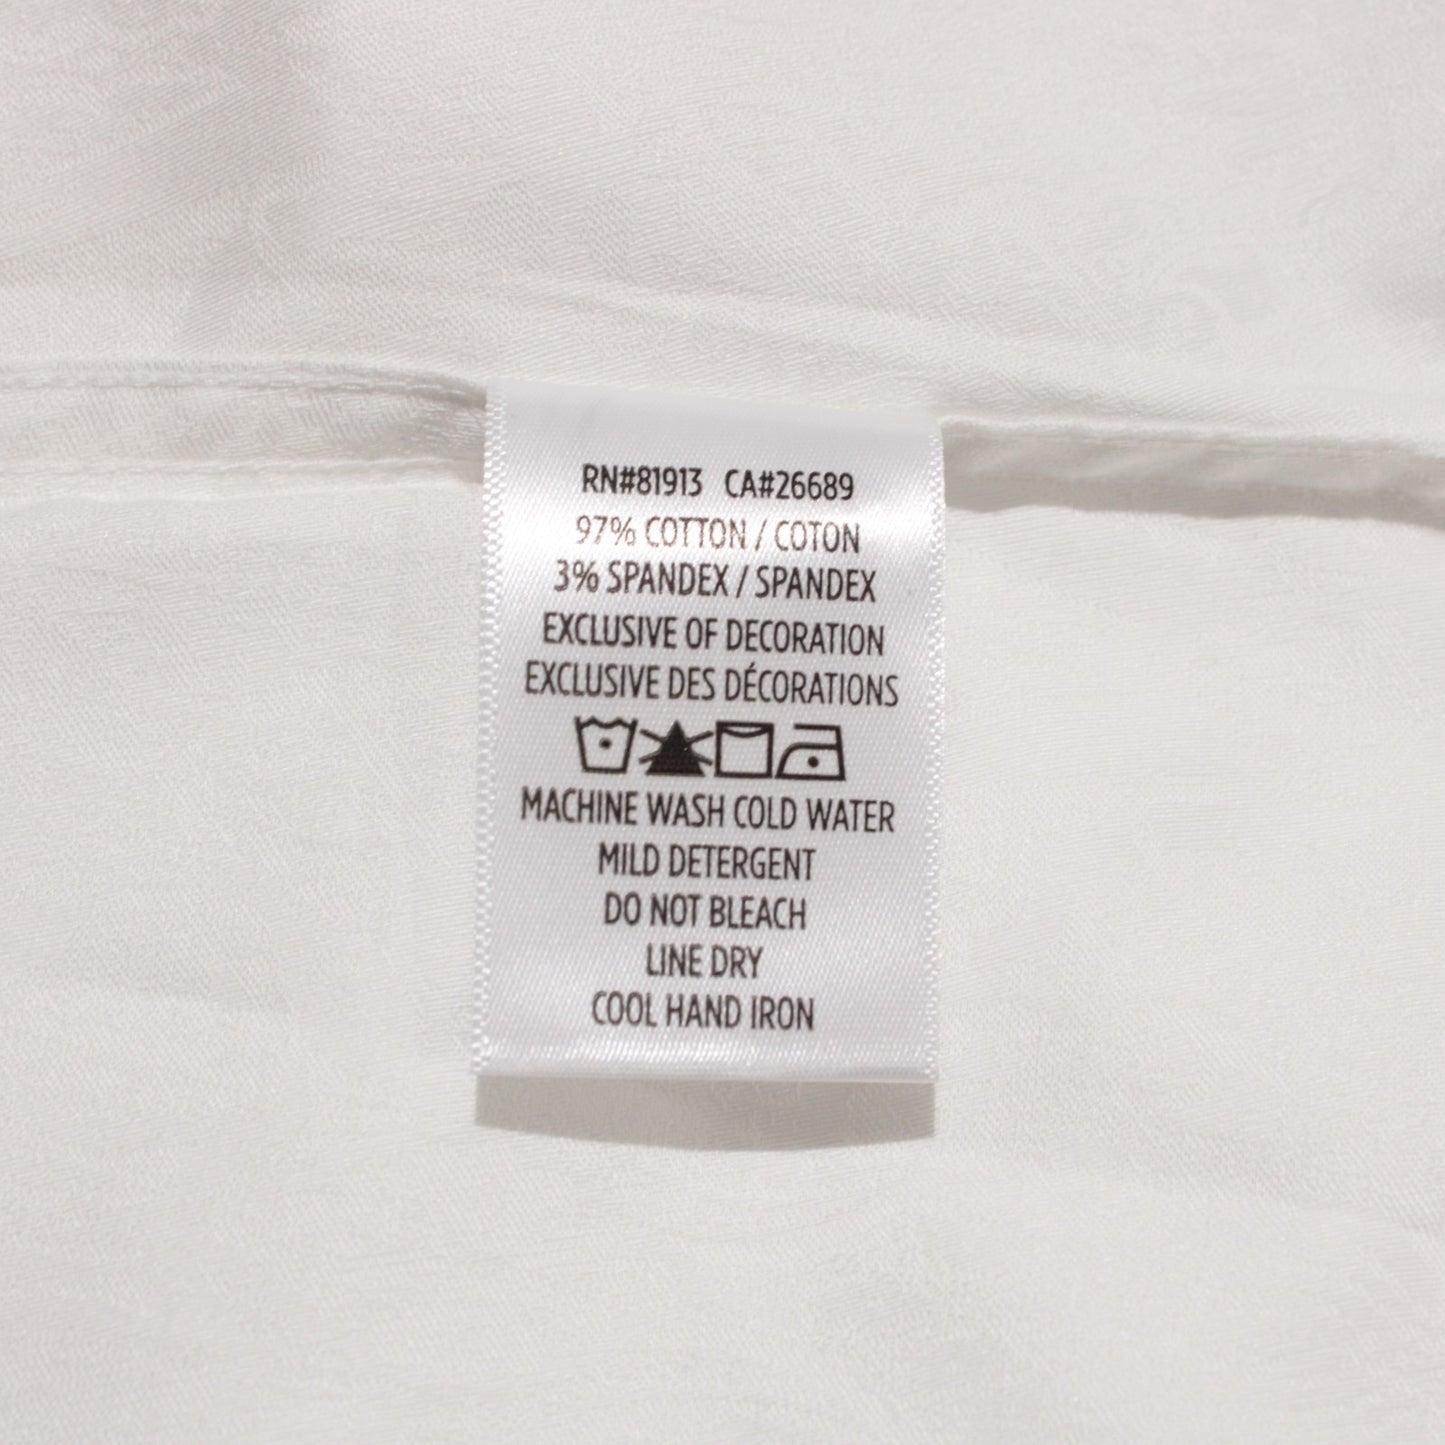 RN#81913 CA#26689
97% COTTON / COTON
3% SPANDEX / SPANDEX
EXCLUSIVE OF DECORATION
EXCLUSIVE DES DÉCORATIONS
MACHINE WASH COLD WATER
MILD DETERGENT
DO NOT BLEACH
LINE DRY
COOL HAND IRON